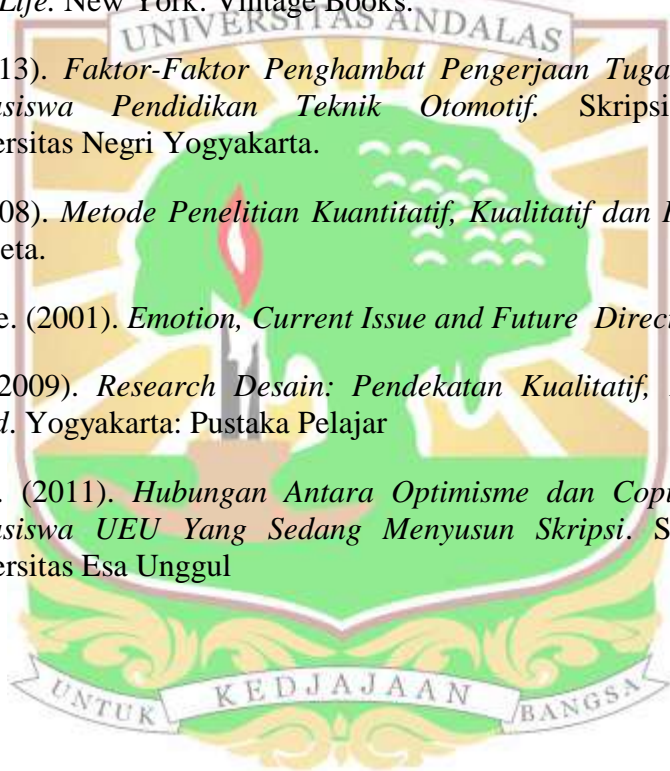 Life. New York: Vintage Books.
UNIVERSITAS ANDALAS
13). Faktor-Faktor Penghambat Pengerjaan Tuga
asiswa Pendidikan Teknik Otomotif. Skripsi
ersitas Negri Yogyakarta.
08). Metode Penelitian Kuantitatif, Kualitatif dan
eta.
e. (2001). Emotion, Current Issue and Future Direc
2009). Research Desain: Pendekatan Kualitatif,
d. Yogyakarta: Pustaka Pelajar
. (2011). Hubungan Antara Optimisme dan Cop
asiswa UEU Yang Sedang Menyusun Skripsi. S
ersitas Esa Unggul
UNTUK KEDJAJAAN BANGSA